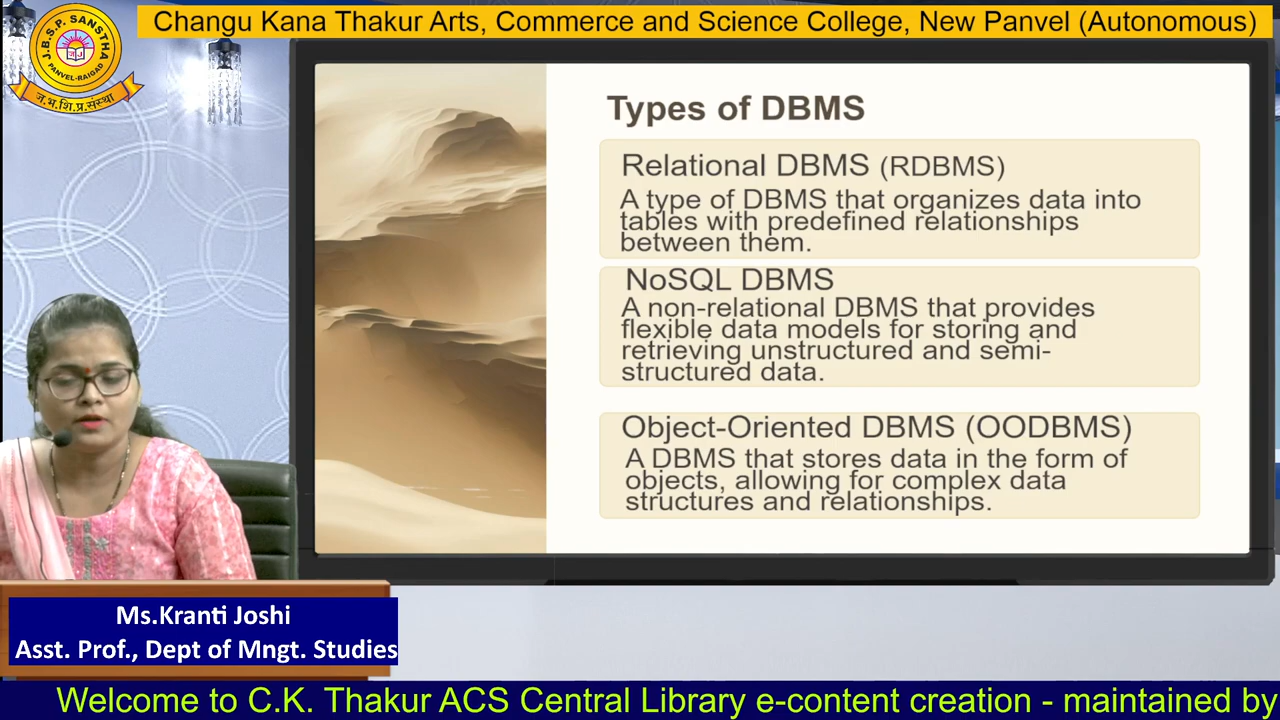 Changu Kana Thakur Arts, Commerce and Science College, New Panvel (Autonomous)
J.B.S.P. SANSTHA
PANVEL-RAIGAD
ज.भ.शि.प्र.संस्था
Types of DBMS
Relational DBMS (RDBMS)
A type of DBMS that organizes data into
tables with predefined relationships
between them.
NoSQL DBMS
A non-relational DBMS that provides
flexible data models for storing and
retrieving unstructured and semi-
structured data.
Object-Oriented DBMS (OODBMS)
A DBMS that stores data in the form of
objects, allowing for complex data
structures and relationships.
Ms.Kranti Joshi
Asst. Prof., Dept of Mngt. Studies
Welcome to C.K. Thakur ACS Central Library e-content creation - maintained by